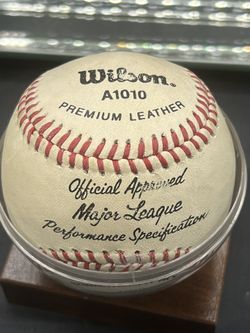 Wilson.
A1010
PREMIUM LEATHER
Official Approved
Major League
Performance Specification